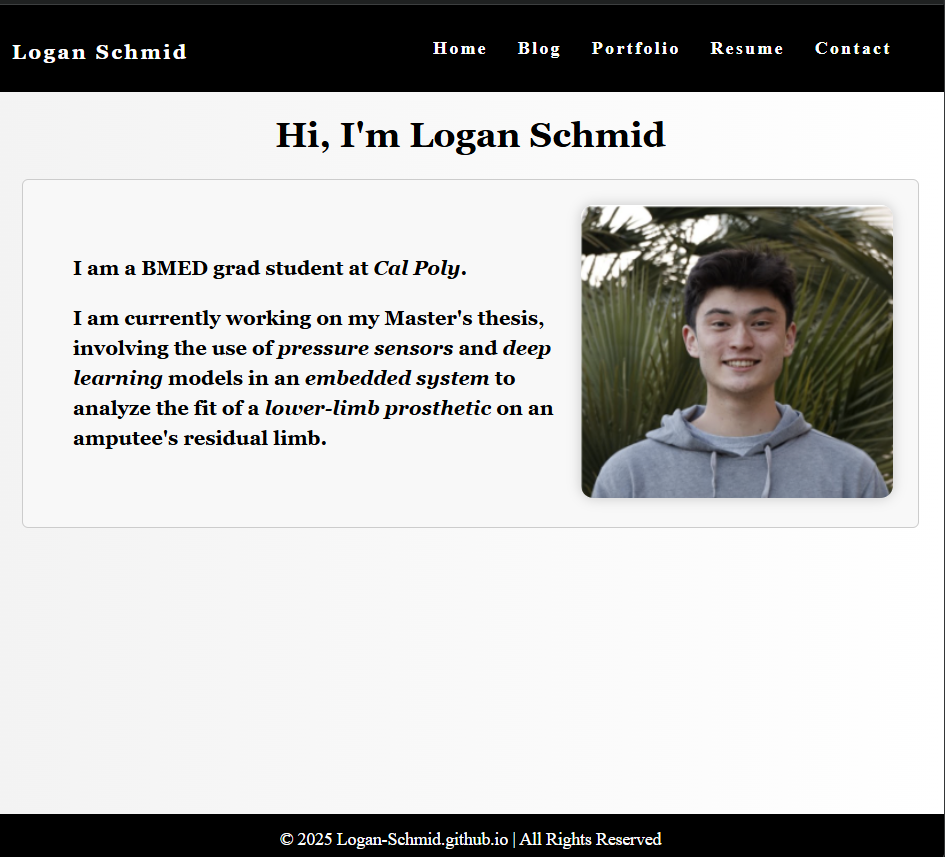 Logan Schmid
Home Blog Portfolio Resume Contact
Hi, I'm Logan Schmid
I am a BMED grad student at Cal Poly.
I am currently working on my Master's thesis,
involving the use of pressure sensors and deep
learning models in an embedded system to
analyze the fit of a lower-limb prosthetic on an
amputee's residual limb.
© 2025 Logan-Schmid.github.io | All Rights Reserved